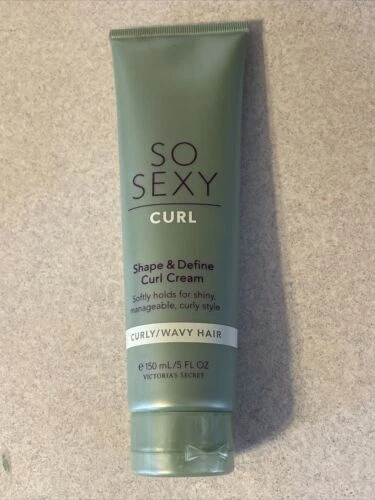 SO
SEXY
CURL
Shape & Define
Curl Cream
Softly holds for shiny,
manageable, curly style
CURLY/WAVY HAIR
℮ 150 mL/5 FL OZ
VICTORIA'S SECRET